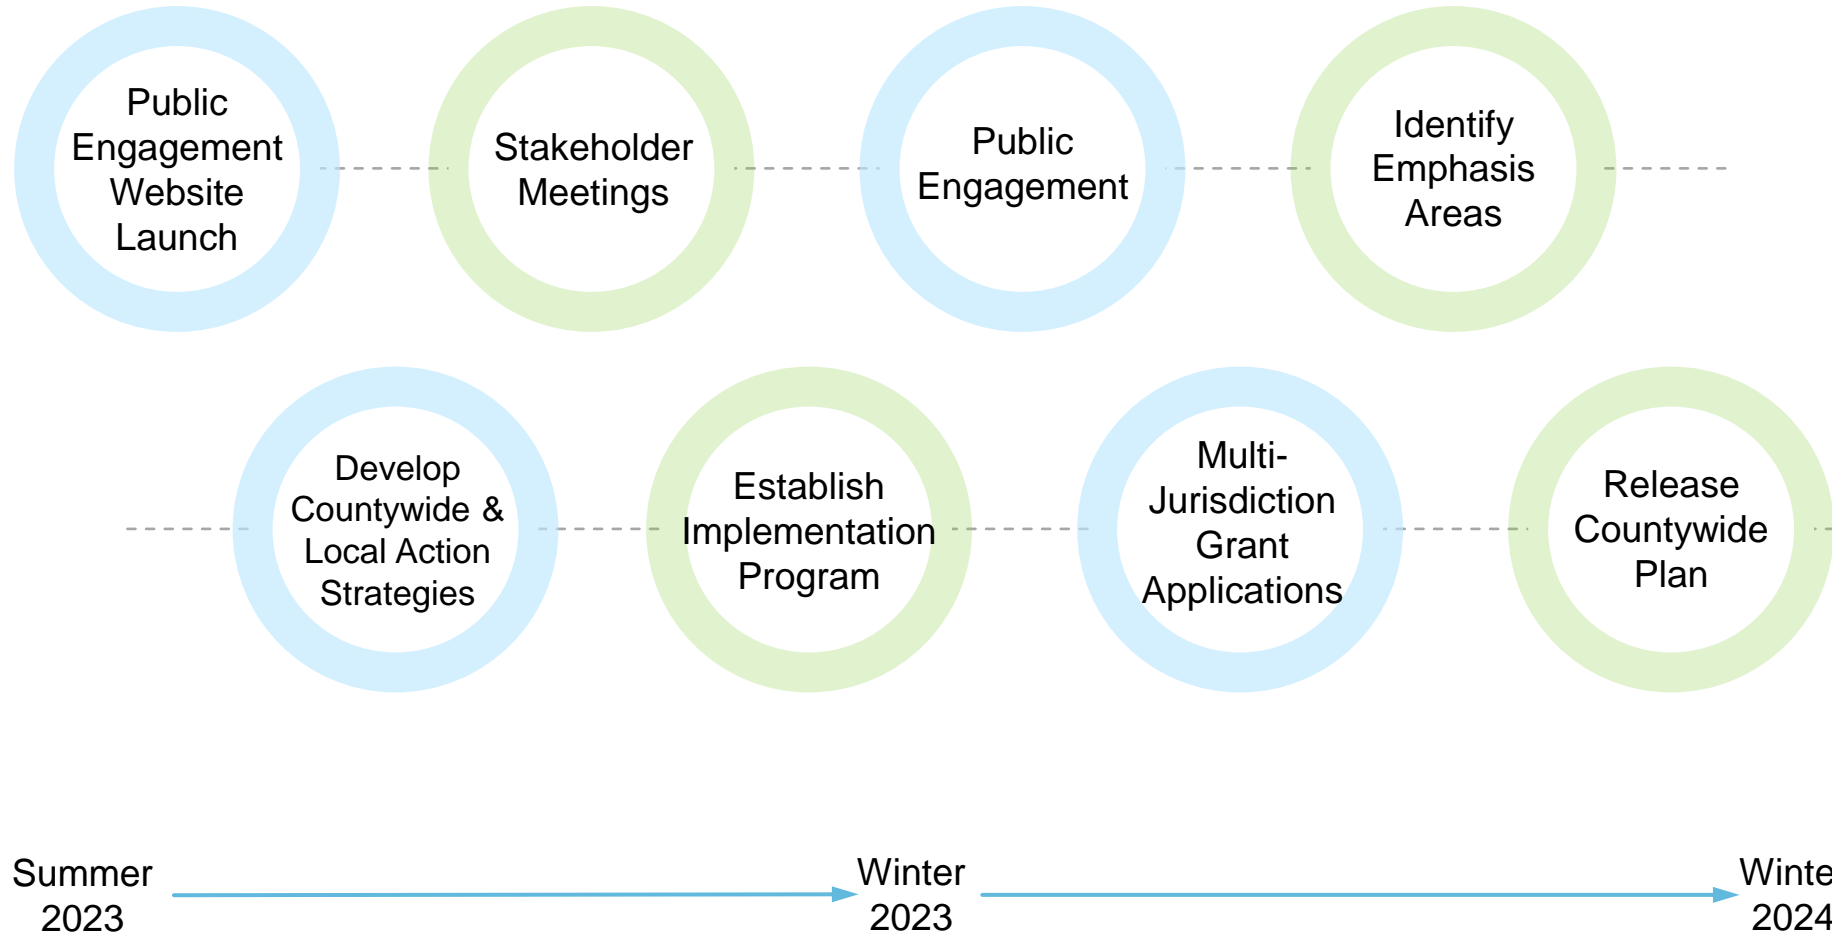 Public
Engagement
Website
Launch
Stakeholder
Meetings
Public
Engagement
Identify
Emphasis
Areas
Develop
Countywide &
Local Action
Strategies
Establish
Implementation
Program
Multi-
Jurisdiction
Grant
Applications
Release
Countywide
Plan
Summer
2023
Winter
2023
Winte
2024